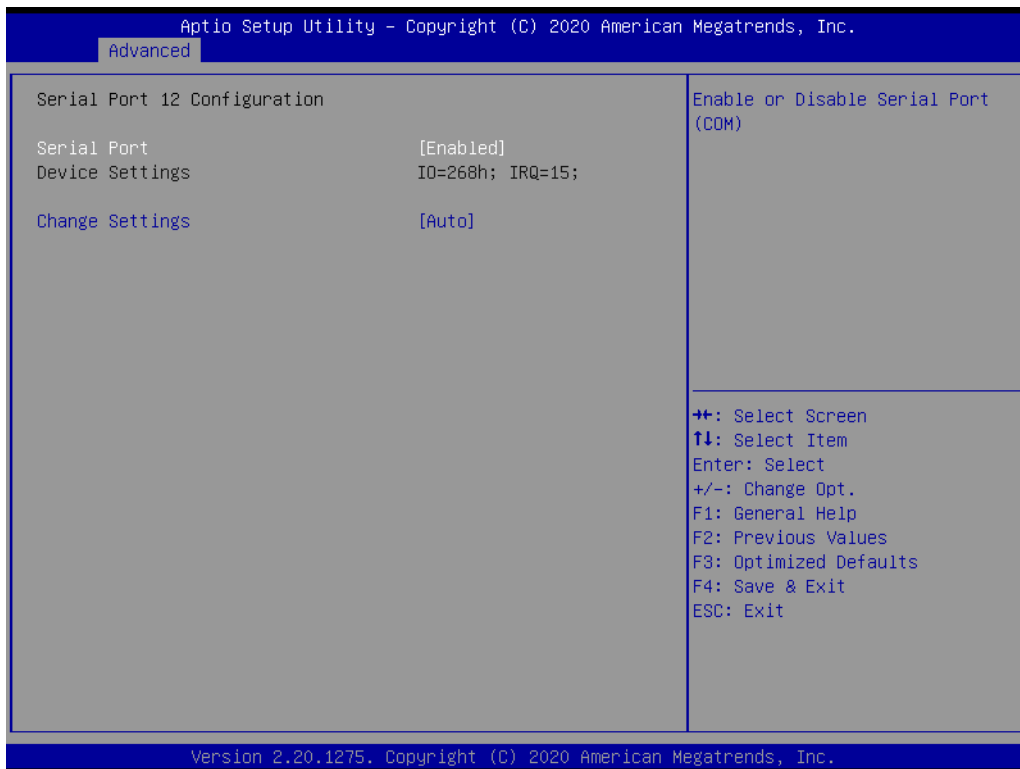 Aptio Setup Utility – Copyright (C) 2020 American Megatrends, Inc.
Advanced
Serial Port 12 Configuration
Serial Port [Enabled]
Device Settings IO=268h; IRQ=15;
Change Settings [Auto]
Enable or Disable Serial Port
(COM)
→←: Select Screen
↑↓: Select Item
Enter: Select
+/-: Change Opt.
F1: General Help
F2: Previous Values
F3: Optimized Defaults
F4: Save & Exit
ESC: Exit
Version 2.20.1275. Copyright (C) 2020 American Megatrends, Inc.